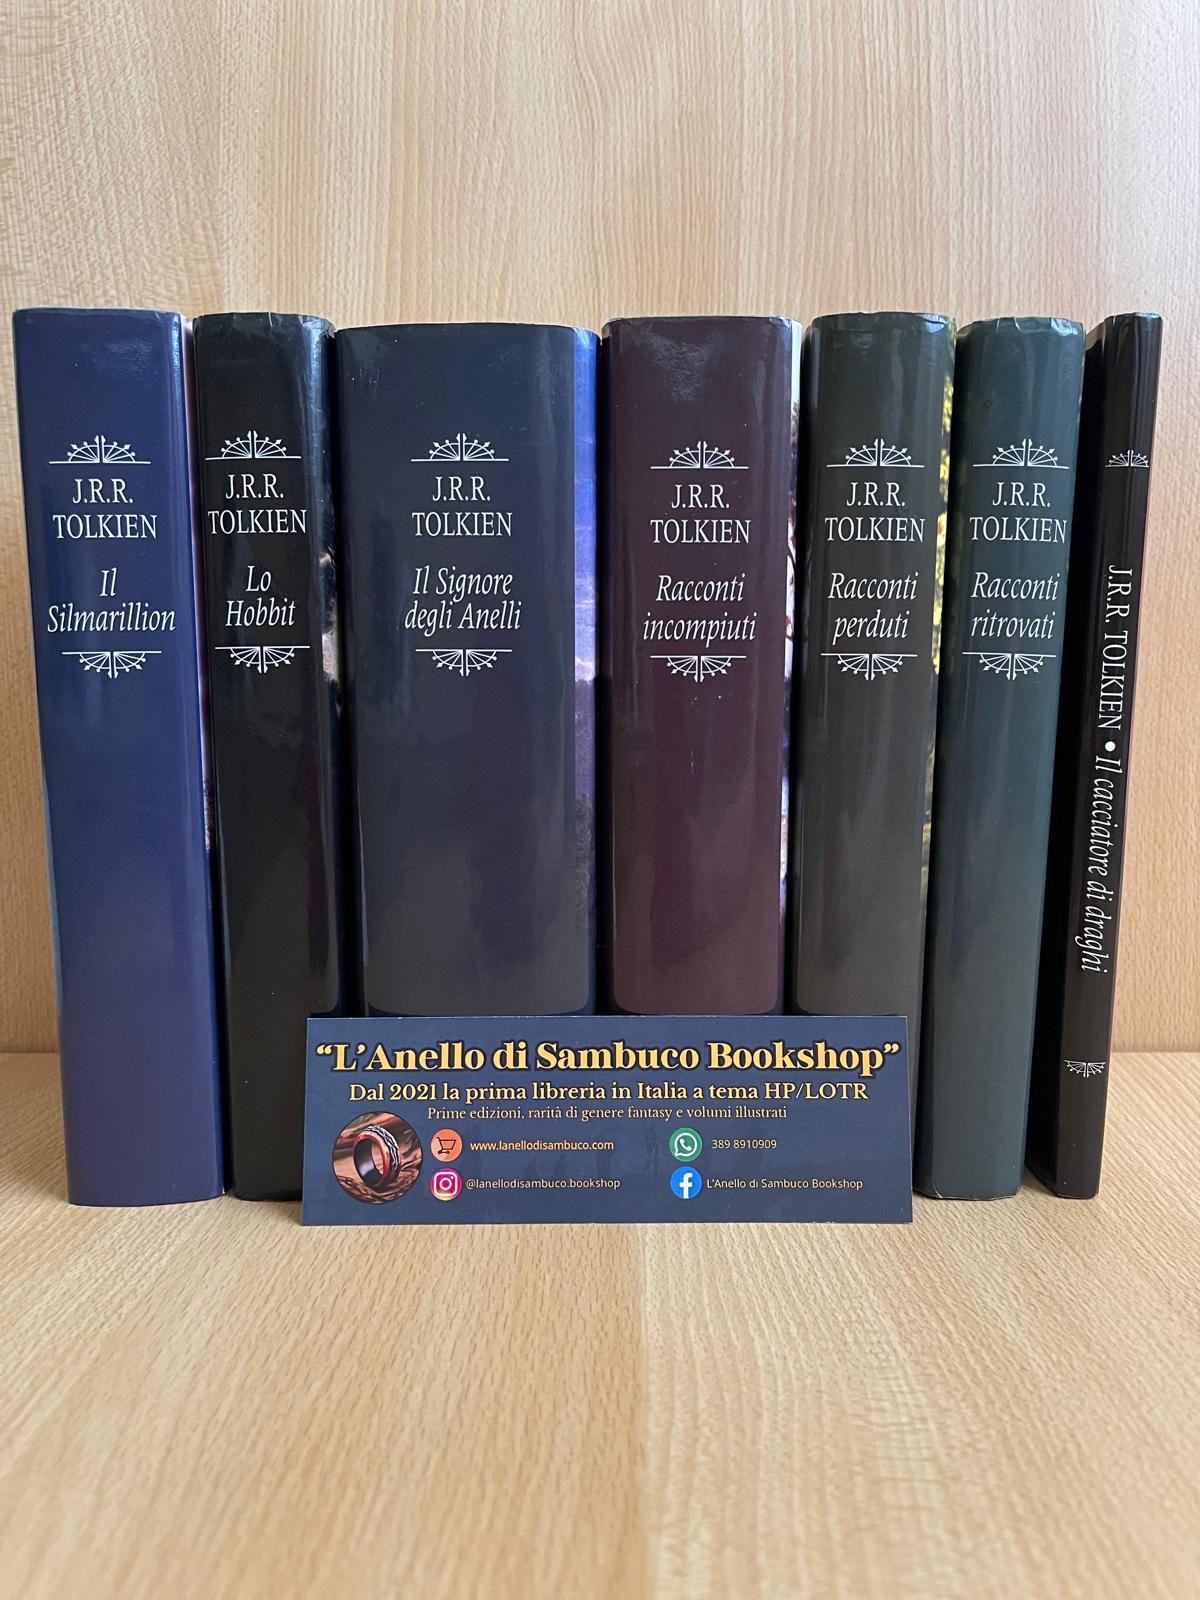 J.R.R.
TOLKIEN
Il
Silmarillion
J.R.R.
TOLKIEN
Lo
Hobbit
J.R.R.
TOLKIEN
Il Signore
degli Anelli
J.R.R.
TOLKIEN
Racconti
incompiuti
J.R.R.
TOLKIEN
Racconti
perduti
J.R.R.
TOLKIEN
Racconti
ritrovati
J.R.R. TOLKIEN • Il cacciatore di draghi
“L’Anello di Sambuco Bookshop”
Dal 2021 la prima libreria in Italia a tema HP/LOTR
Prime edizioni, rarità di genere fantasy e volumi illustrati
www.lanellodisambuco.com
389 8910909
@lanellodisambuco.bookshop
L'Anello di Sambuco Bookshop